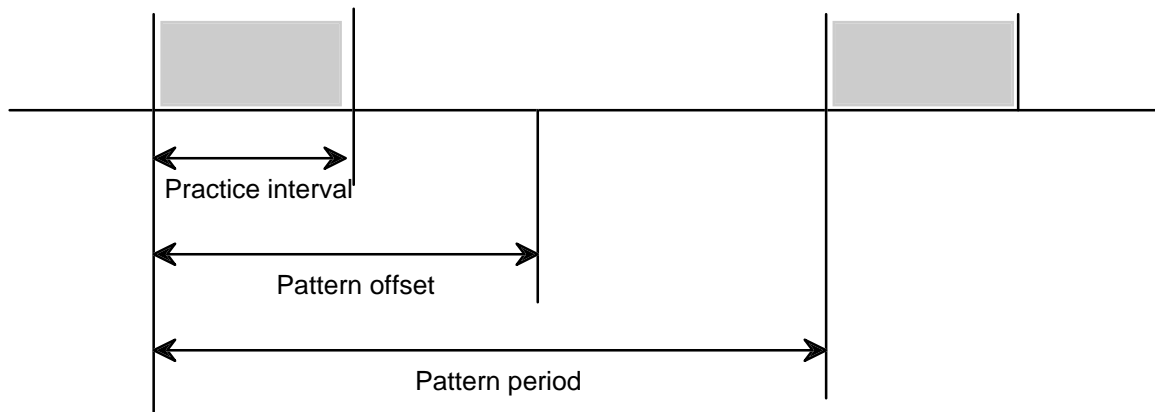 Practice interval
Pattern offset
Pattern period